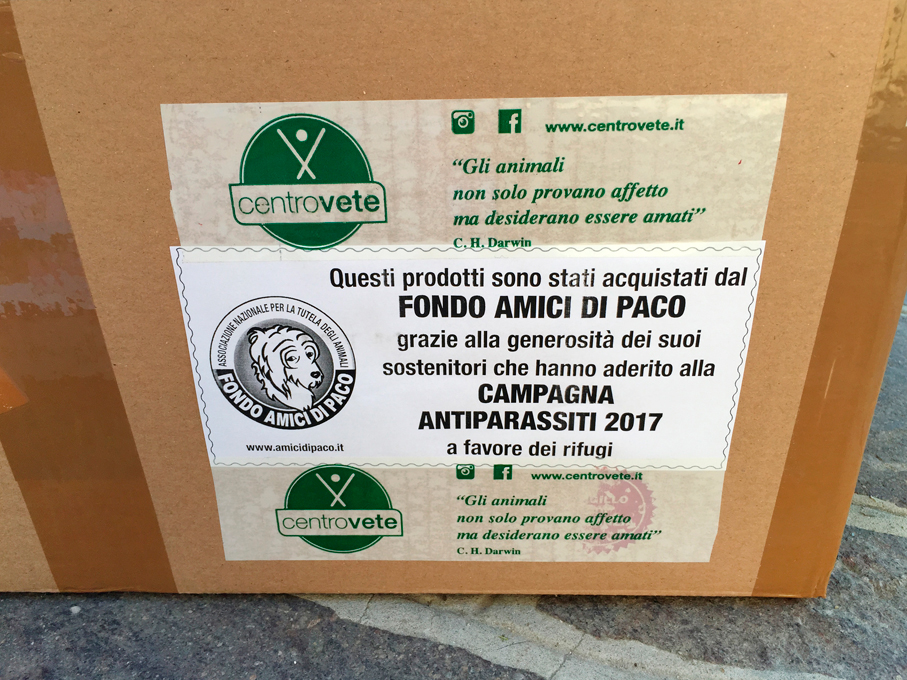 centrovete
www.centrovete.it
“Gli animali
non solo provano affetto
ma desiderano essere amati”
C. H. Darwin
Questi prodotti sono stati acquistati dal
FONDO AMICI DI PACO
grazie alla generosità dei suoi
sostenitori che hanno aderito alla
CAMPAGNA
ANTIPARASSITI 2017
a favore dei rifugi
ASSOCIAZIONE NAZIONALE PER LA TUTELA DEGLI ANIMALI
FONDO AMICI DI PACO
www.amicidipaco.it
centrovete
www.centrovete.it
“Gli animali
non solo provano affetto
ma desiderano essere amati”
C. H. Darwin